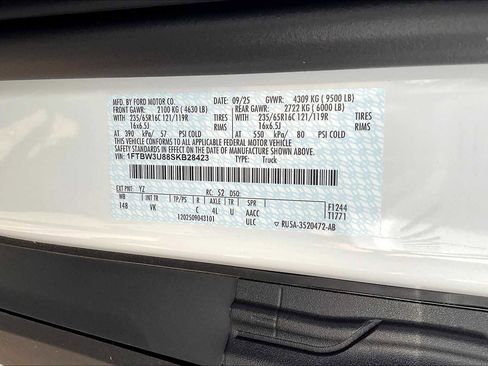 MFD. BY FORD MOTOR CO.
09/25 GVWR: 4309 KG (9500 LB)
FRONT GAWR: 2100 KG (4630 LB) REAR GAWR: 2722 KG (6000 LB)
WITH 235/65R16C 121/119R TIRES WITH 235/65R16C 121/119R TIRES
16x6.5J RIMS 16x6.5J RIMS
AT 390 kPa/ 57 PSI COLD AT 550 kPa/ 80 PSI COLD
THIS VEHICLE CONFORMS TO ALL APPLICABLE FEDERAL MOTOR VEHICLE
SAFETY STANDARDS IN EFFECT ON THE DATE OF MANUFACTURE SHOWN ABOVE.
VIN: 1FTBW3U88SKB28423 TYPE: Truck
EXT PNT: YZ RC: 52 DSO:
WB INT TR TP/PS R AXLE TR SPR F1244
148 VK C 4L U AACC T1771
1202509043101 ULC RU5A-3520472-AB